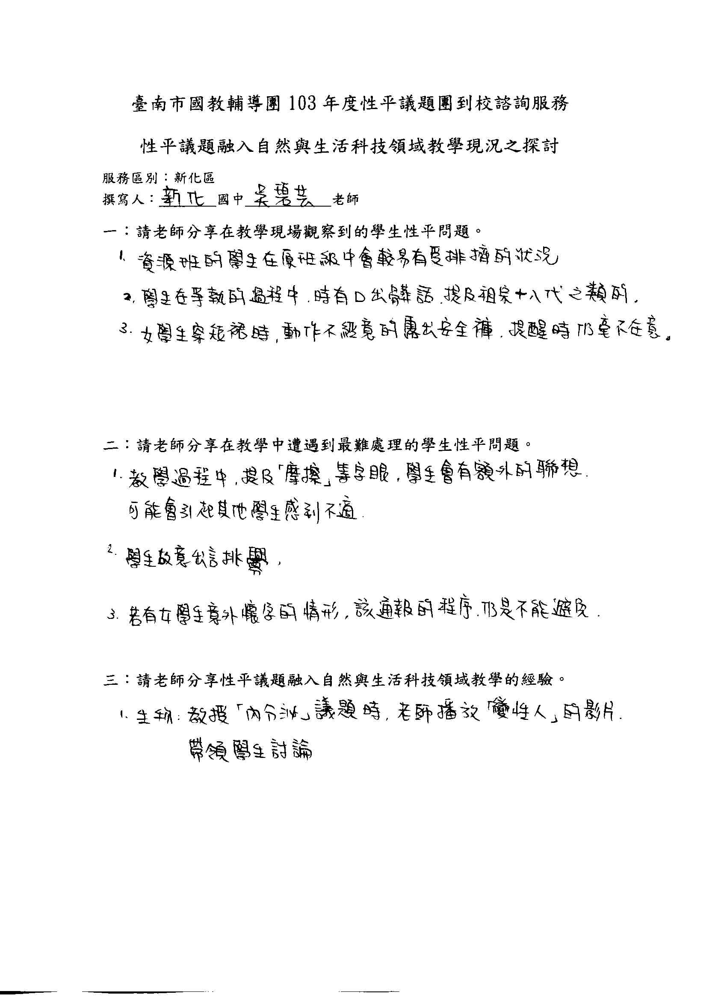 臺南市國教輔導團 103 年度性平議題團到校諮詢服務
性平議題融入自然與生活科技領域教學現況之探討
服務區別：新化區
撰寫人：新化國中吳碧芸老師
一：請老師分享在教學現場觀察到的學生性平問題。
1. 資源班的學生在原班級中會較易有受排擠的狀況
2. 學生在爭執的過程中，時有口出髒話，提及祖宗十八代之類的．
3. 女學生穿短裙時，動作不經意的露出安全褲．提醒時仍毫不在意。
二：請老師分享在教學中遭遇到最難處理的學生性平問題。
1. 教學過程中，提及「摩擦」等字眼，學生會有額外的聯想．
可能會引起其他學生感到不適．
2. 學生故意出言挑釁，
3. 若有女學生意外懷孕的情形，該通報的程序．仍是不能避免．
三：請老師分享性平議題融入自然與生活科技領域教學的經驗。
1. 生科：教授「內分泌」議題時，老師播放「變性人」的影片．
帶領學生討論